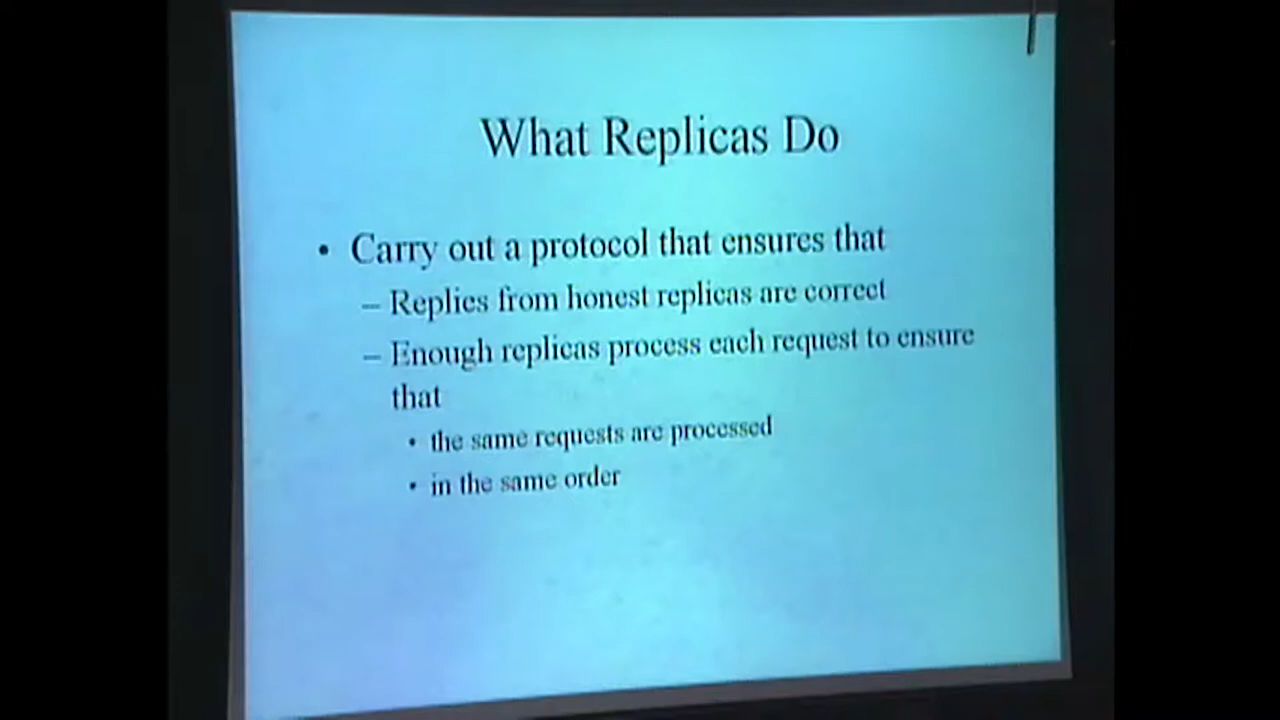 What Replicas Do
• Carry out a protocol that ensures that
– Replies from honest replicas are correct
– Enough replicas process each request to ensure
that
• the same requests are processed
• in the same order